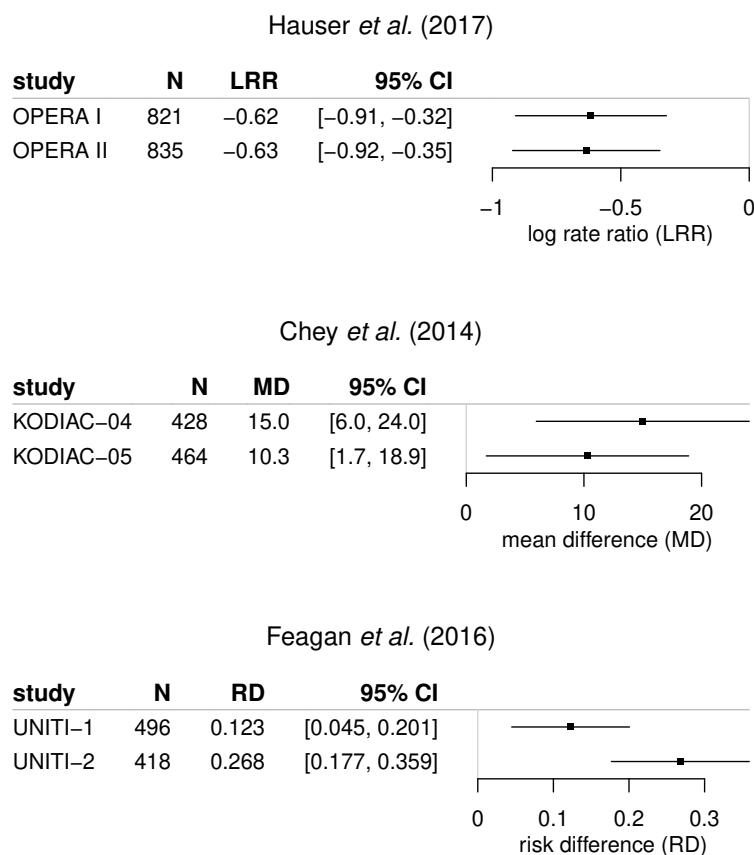 Hauser et al. (2017)
study N LRR 95% CI
OPERA I 821 −0.62 [−0.91, −0.32]
OPERA II 835 −0.63 [−0.92, −0.35]
−1 −0.5 0
log rate ratio (LRR)
Chey et al. (2014)
study N MD 95% CI
KODIAC−04 428 15.0 [6.0, 24.0]
KODIAC−05 464 10.3 [1.7, 18.9]
0 10 20
mean difference (MD)
Feagan et al. (2016)
study N RD 95% CI
UNITI−1 496 0.123 [0.045, 0.201]
UNITI−2 418 0.268 [0.177, 0.359]
0 0.1 0.2 0.3
risk difference (RD)